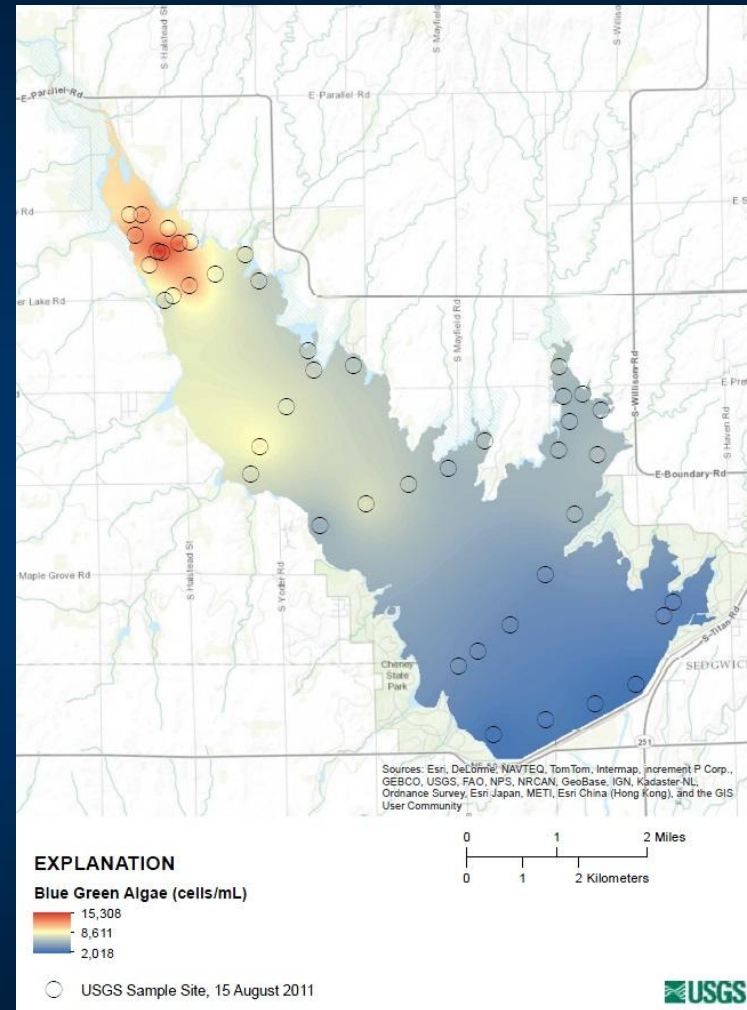 S Halstead St
S Mayfield
E Parallel Rd
E Parallel Rd
Rd
E S
er Lake Rd
S Mayfield Rd
S-Willison Rd
E Pre
S Haven Rd
E Boundary Rd
Maple Grove Rd
S Halstead St
S Yoder Rd
S-Titan Rd
Cheney
State
Park
SEDGWIC
251
Sources: Esri, DeLorme, NAVTEQ, TomTom, Intermap, increment P Corp.,
GEBCO, USGS, FAO, NPS, NRCAN, GeoBase, IGN, Kadaster NL,
Ordnance Survey, Esri Japan, METI, Esri China (Hong Kong), and the GIS
User Community
0 1 2 Miles
0 1 2 Kilometers
EXPLANATION
Blue Green Algae (cells/mL)
15,308
8,611
2,018
USGS Sample Site, 15 August 2011
USGS